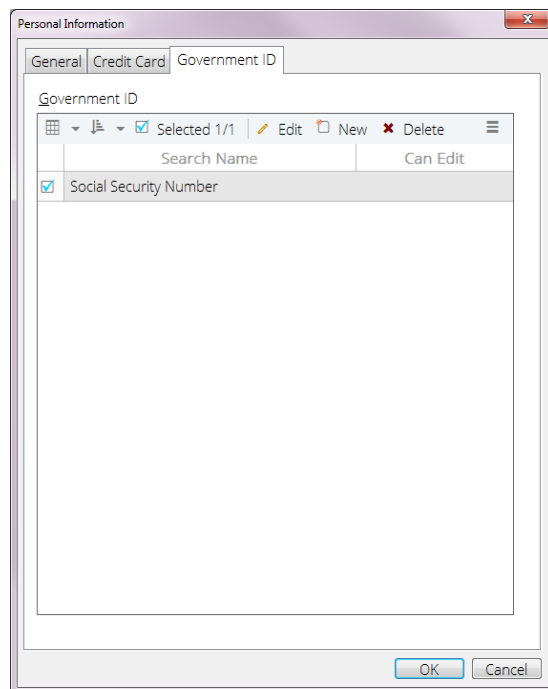 Personal Information
General Credit Card Government ID
Government ID
Selected 1/1 Edit New Delete
Search Name Can Edit
Social Security Number
OK Cancel